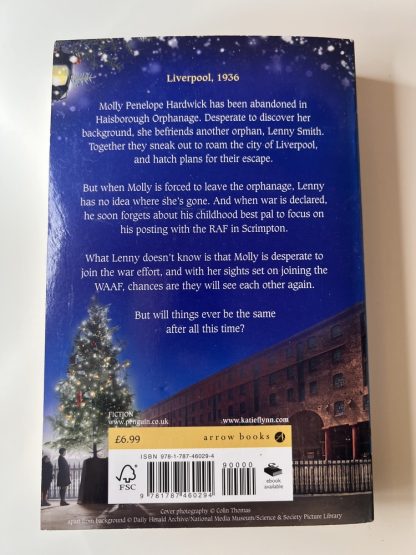 Liverpool, 1936
Molly Penelope Hardwick has been abandoned in
Haisborough Orphanage. Desperate to discover her
background, she befriends another orphan, Lenny Smith.
Together they sneak out to roam the city of Liverpool,
and hatch plans for their escape.
But when Molly is forced to leave the orphanage, Lenny
has no idea where she's gone. And when war is declared,
he soon forgets about his childhood best pal to focus on
his posting with the RAF in Scrimpton.
What Lenny doesn't know is that Molly is desperate to
join the war effort, and with her sights set on joining the
WAAF, chances are they will see each other again.
But will things ever be the same
after all this time?
FICTION
www.penguin.co.uk
www.katieflynn.com
£6.99
arrow books
ISBN 978-1-787-46029-4
90000
9 781787 460294
FSC
ebook
available
Cover photography © Colin Thomas
apart from background © Daily Herald Archive/National Media Museum/Science & Society Picture Library